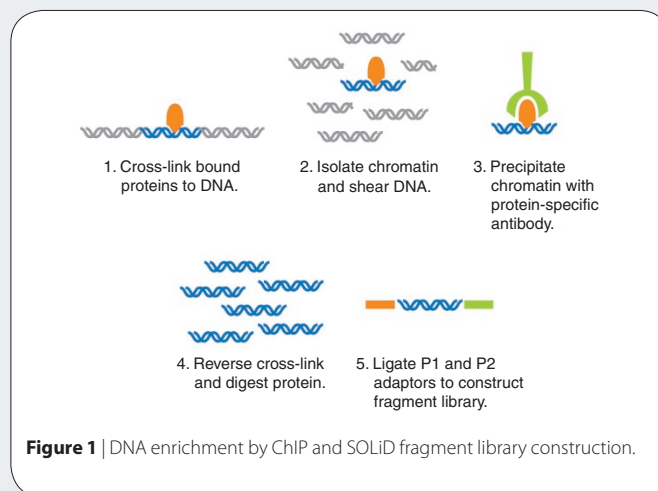 1. Cross-link bound
proteins to DNA.
2. Isolate chromatin
and shear DNA.
3. Precipitate
chromatin with
protein-specific
antibody.
4. Reverse cross-link
and digest protein.
5. Ligate P1 and P2
adaptors to construct
fragment library.
Figure 1 | DNA enrichment by ChIP and SOLiD fragment library construction.